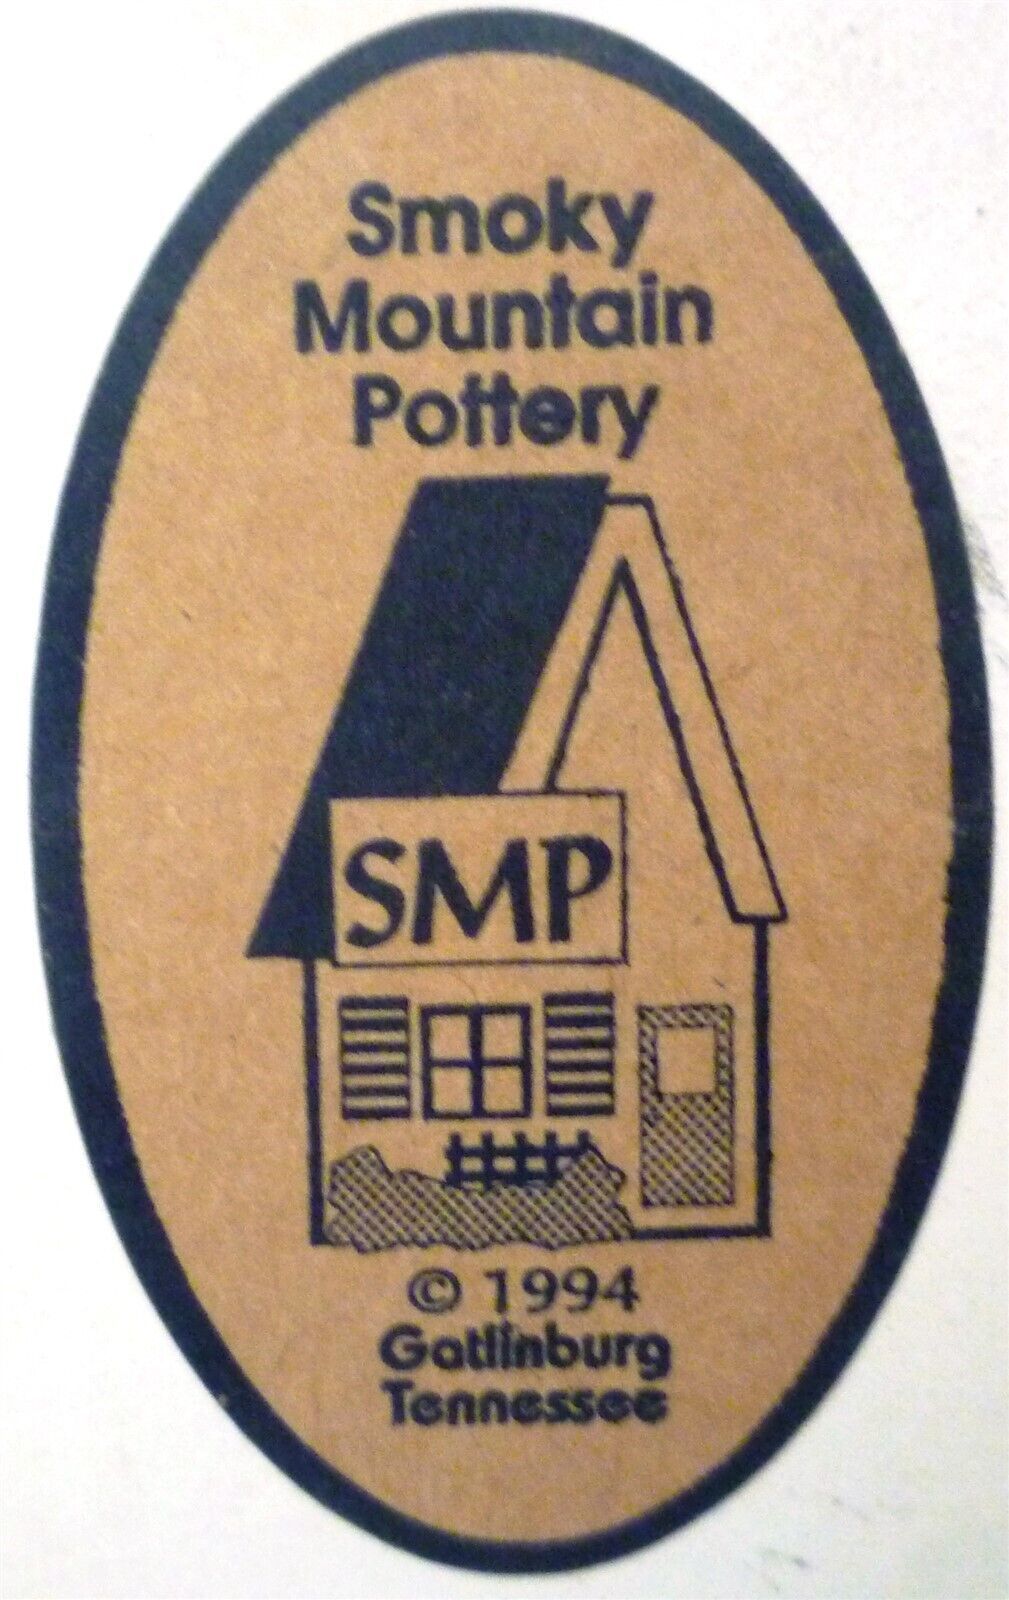 Smoky
Mountain
Pottery
SMP
© 1994
Gatlinburg
Tennessee